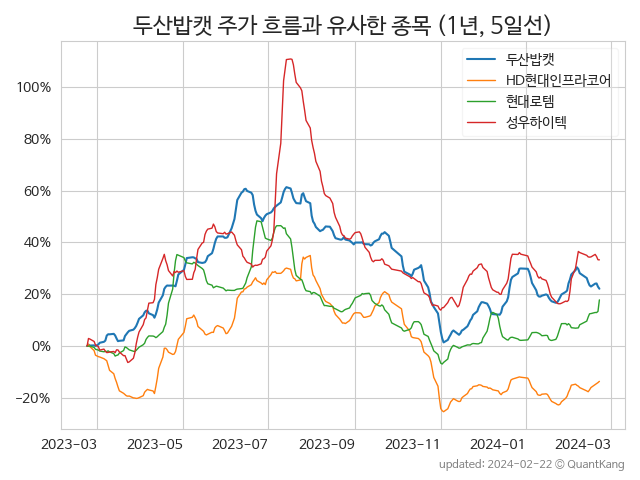 두산밥캣 주가 흐름과 유사한 종목 (1년, 5일선)
두산밥캣
HD현대인프라코어
현대로템
성우하이텍
100%
80%
60%
40%
20%
0%
−20%
2023−03 2023−05 2023−07 2023−09 2023−11 2024−01 2024−03
updated: 2024-02-22 © QuantKang